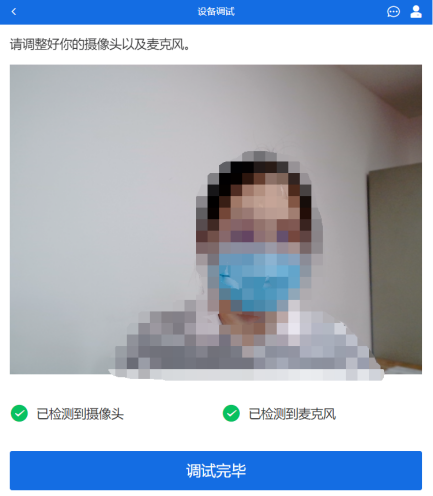 设备调试
请调整好你的摄像头以及麦克风。
已检测到摄像头
已检测到麦克风
调试完毕